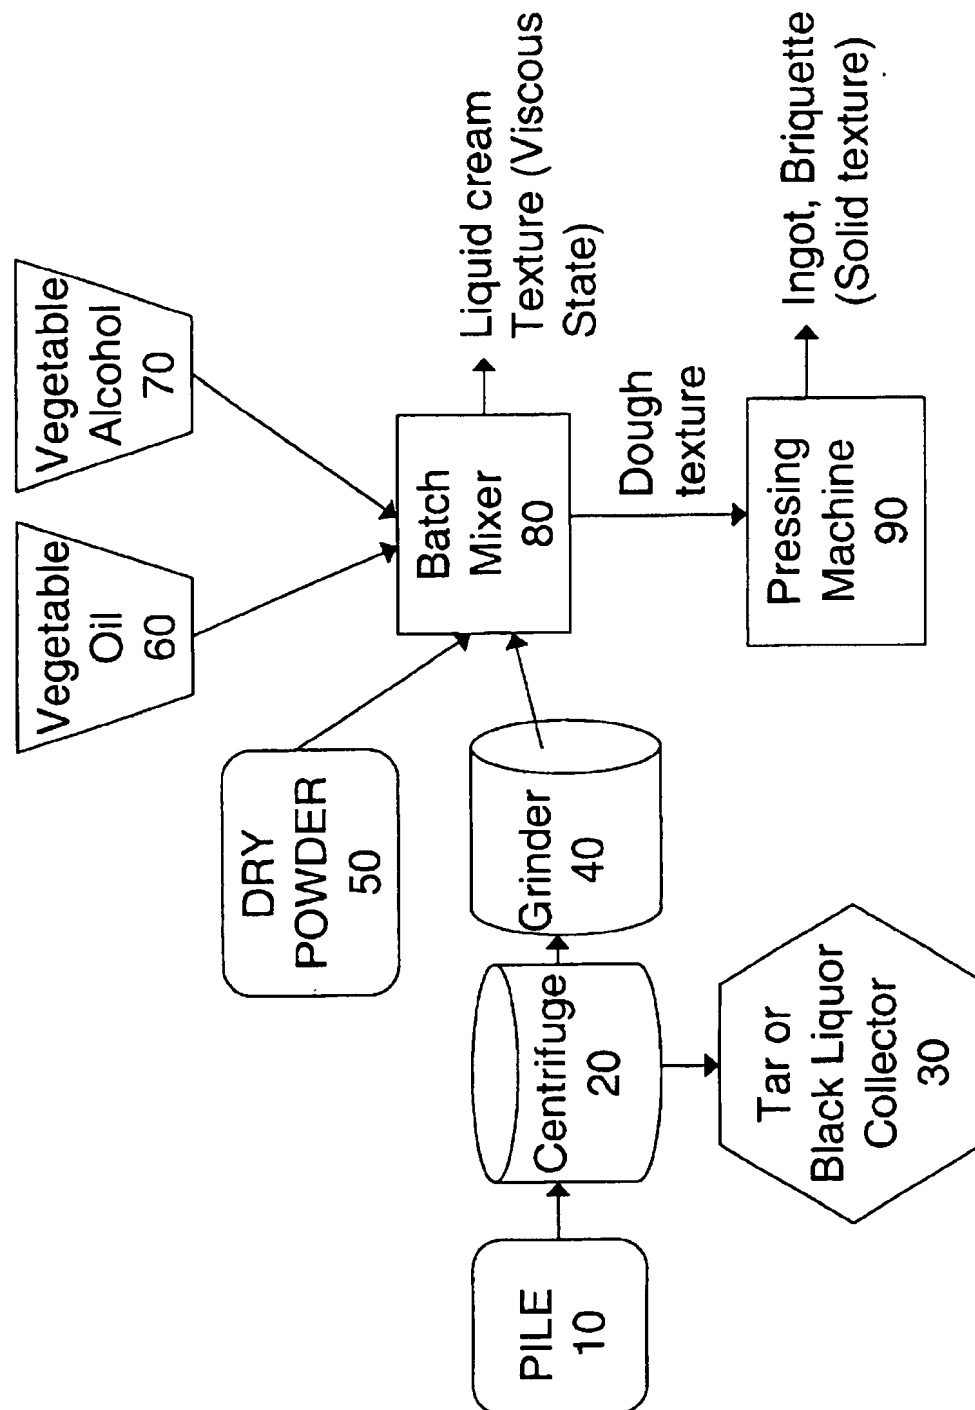 Vegetable
Oil
60
Vegetable
Alcohol
70
DRY
POWDER
50
Batch
Mixer
80
Liquid cream
Texture (Viscous
State)
PILE
10
Centrifuge
20
Grinder
40
Dough
texture
Tar or
Black Liquor
Collector
30
Pressing
Machine
90
Ingot, Briquette
(Solid texture)